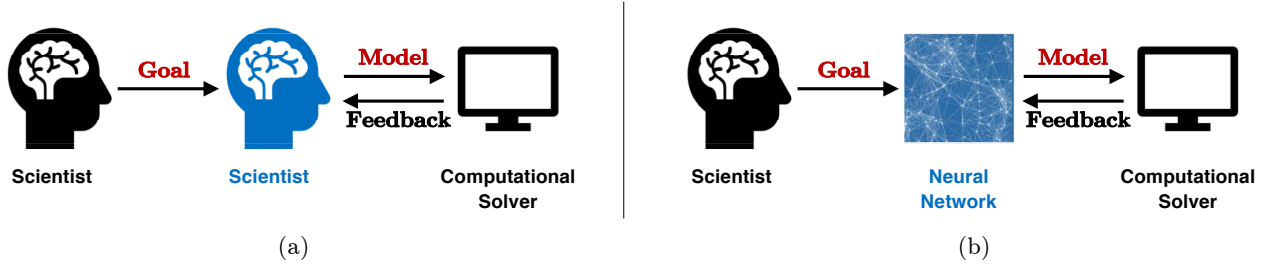 Goal
Model
Feedback
Scientist
Scientist
Computational
Solver
(a)
Goal
Model
Feedback
Scientist
Neural
Network
Computational
Solver
(b)